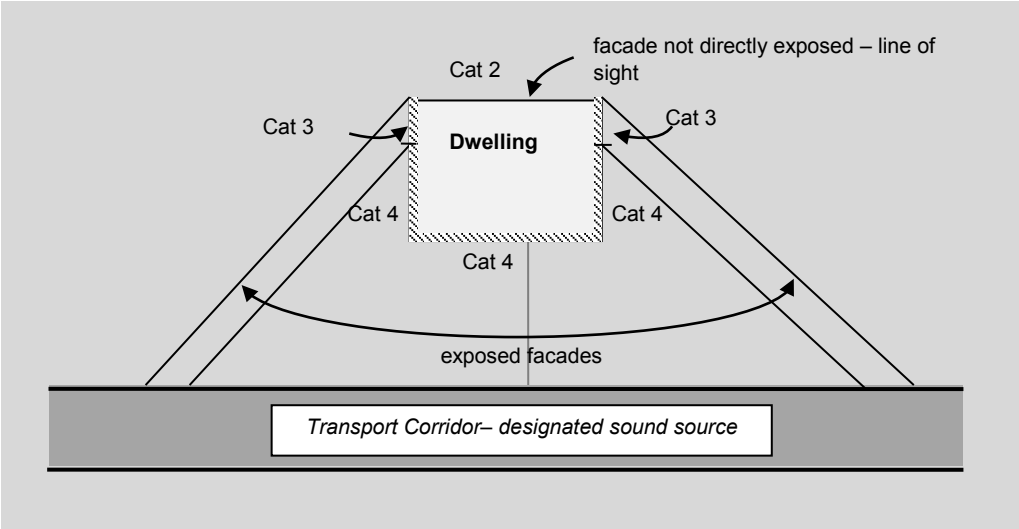 facade not directly exposed – line of
sight
Cat 2
Cat 3
Cat 3
Dwelling
Cat 4
Cat 4
Cat 4
exposed facades
Transport Corridor– designated sound source